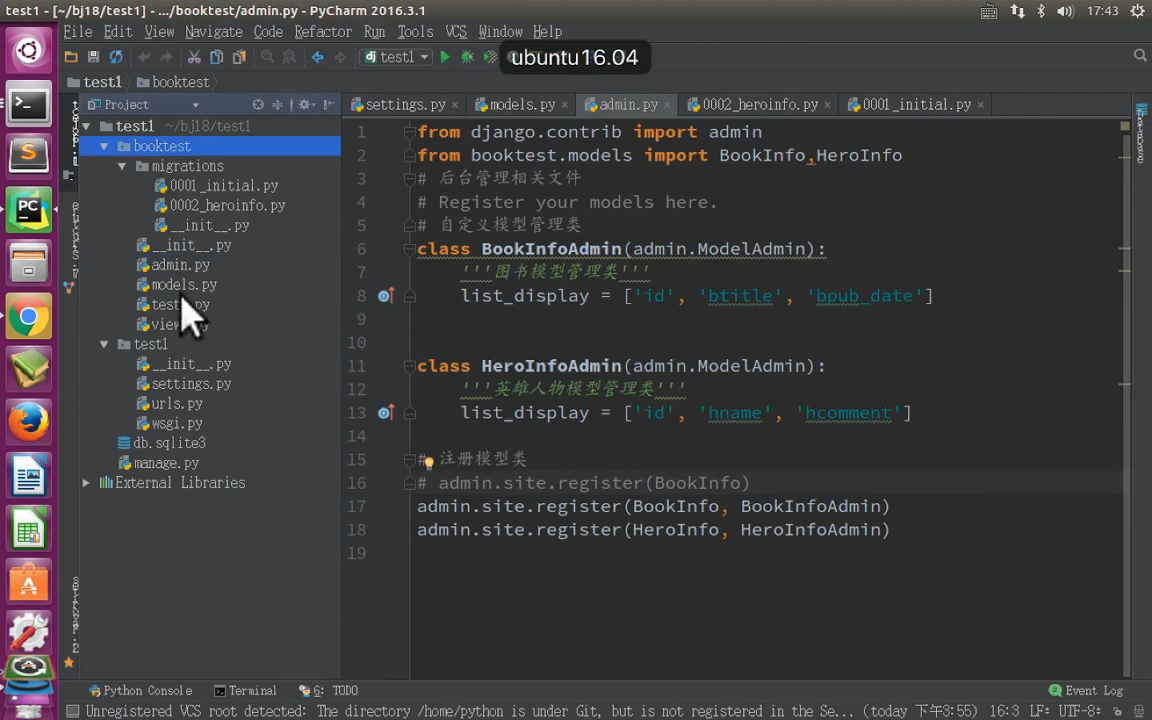 test1 - [~/bj18/test1] - .../booktest/admin.py - PyCharm 2016.3.1
17:43
File Edit View Navigate Code Refactor Run Tools VCS Window Help
test1
ubuntu16.04
test1 booktest
Project
settings.py models.py admin.py 0002_heroinfo.py 0001_initial.py
test1 ~/bj18/test1
booktest
migrations
0001_initial.py
0002_heroinfo.py
__init__.py
__init__.py
admin.py
models.py
test1
__init__.py
settings.py
urls.py
wsgi.py
db.sqlite3
manage.py
External Libraries
1 from django.contrib import admin
2 from booktest.models import BookInfo,HeroInfo
3 # 后台管理相关文件
4 # Register your models here.
5 # 自定义模型管理类
6 class BookInfoAdmin(admin.ModelAdmin):
7 '''图书模型管理类'''
8 list_display = ['id', 'btitle', 'bpub_date']
9
10
11 class HeroInfoAdmin(admin.ModelAdmin):
12 '''英雄人物模型管理类'''
13 list_display = ['id', 'hname', 'hcomment']
14
15 # 注册模型类
16 # admin.site.register(BookInfo)
17 admin.site.register(BookInfo, BookInfoAdmin)
18 admin.site.register(HeroInfo, HeroInfoAdmin)
19
Python Console Terminal 6: TODO 2 Event Log
Unregistered VCS root detected: The directory /home/python is under Git, but is not registered in the Se... (today 下午3:55) 16:3 LF÷ UTF-8÷